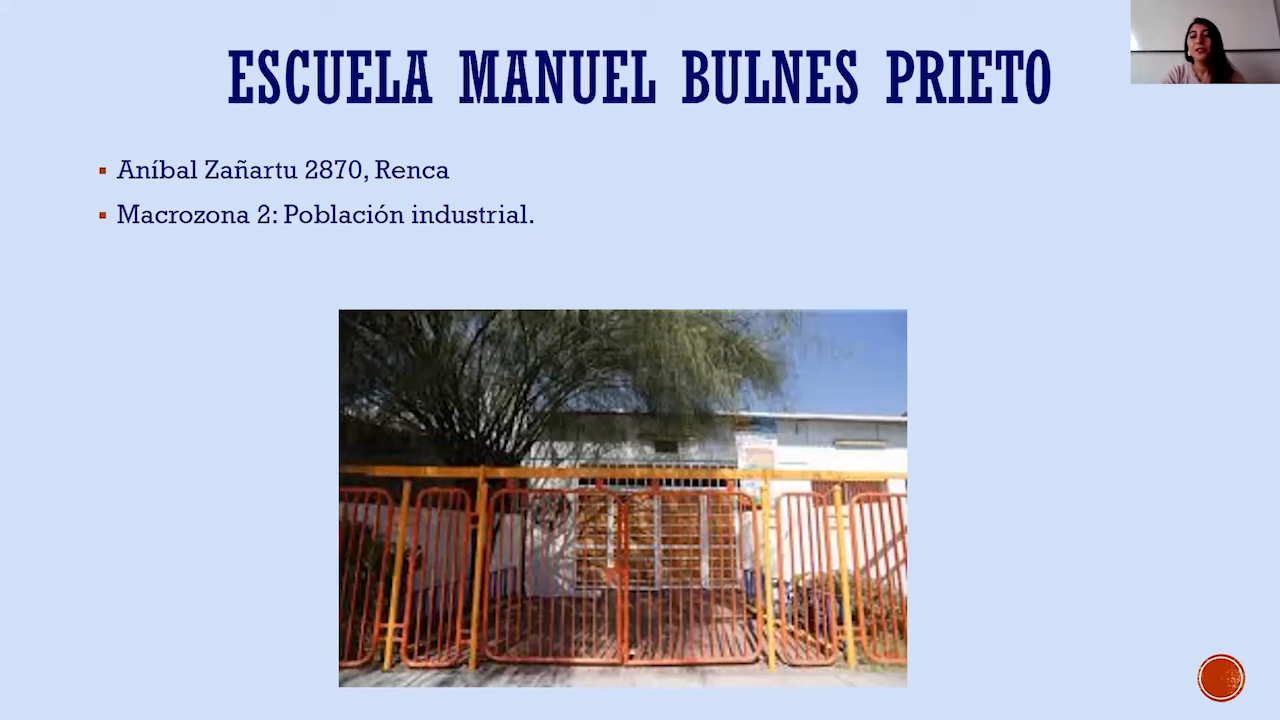 ESCUELA MANUEL BULNES PRIETO
Aníbal Zañartu 2870, Renca
Macrozona 2: Población industrial.